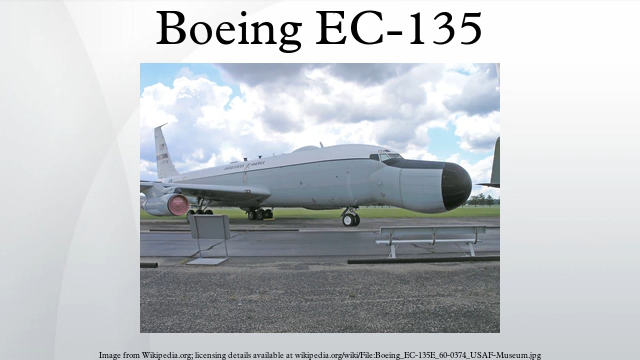 Boeing EC-135
Image from Wikipedia.org; licensing details available at wikipedia.org/wiki/File:Boeing_EC-135E_60-0374_USAF-Museum.jpg